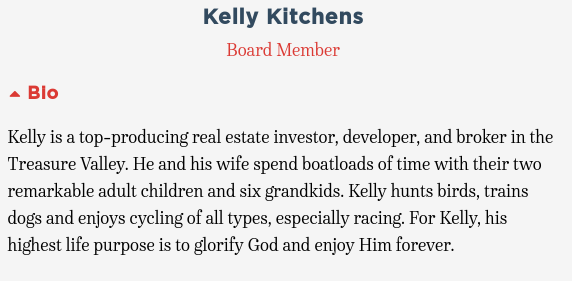 Kelly Kitchens
Board Member
Bio
Kelly is a top-producing real estate investor, developer, and broker in the
Treasure Valley. He and his wife spend boatloads of time with their two
remarkable adult children and six grandkids. Kelly hunts birds, trains
dogs and enjoys cycling of all types, especially racing. For Kelly, his
highest life purpose is to glorify God and enjoy Him forever.